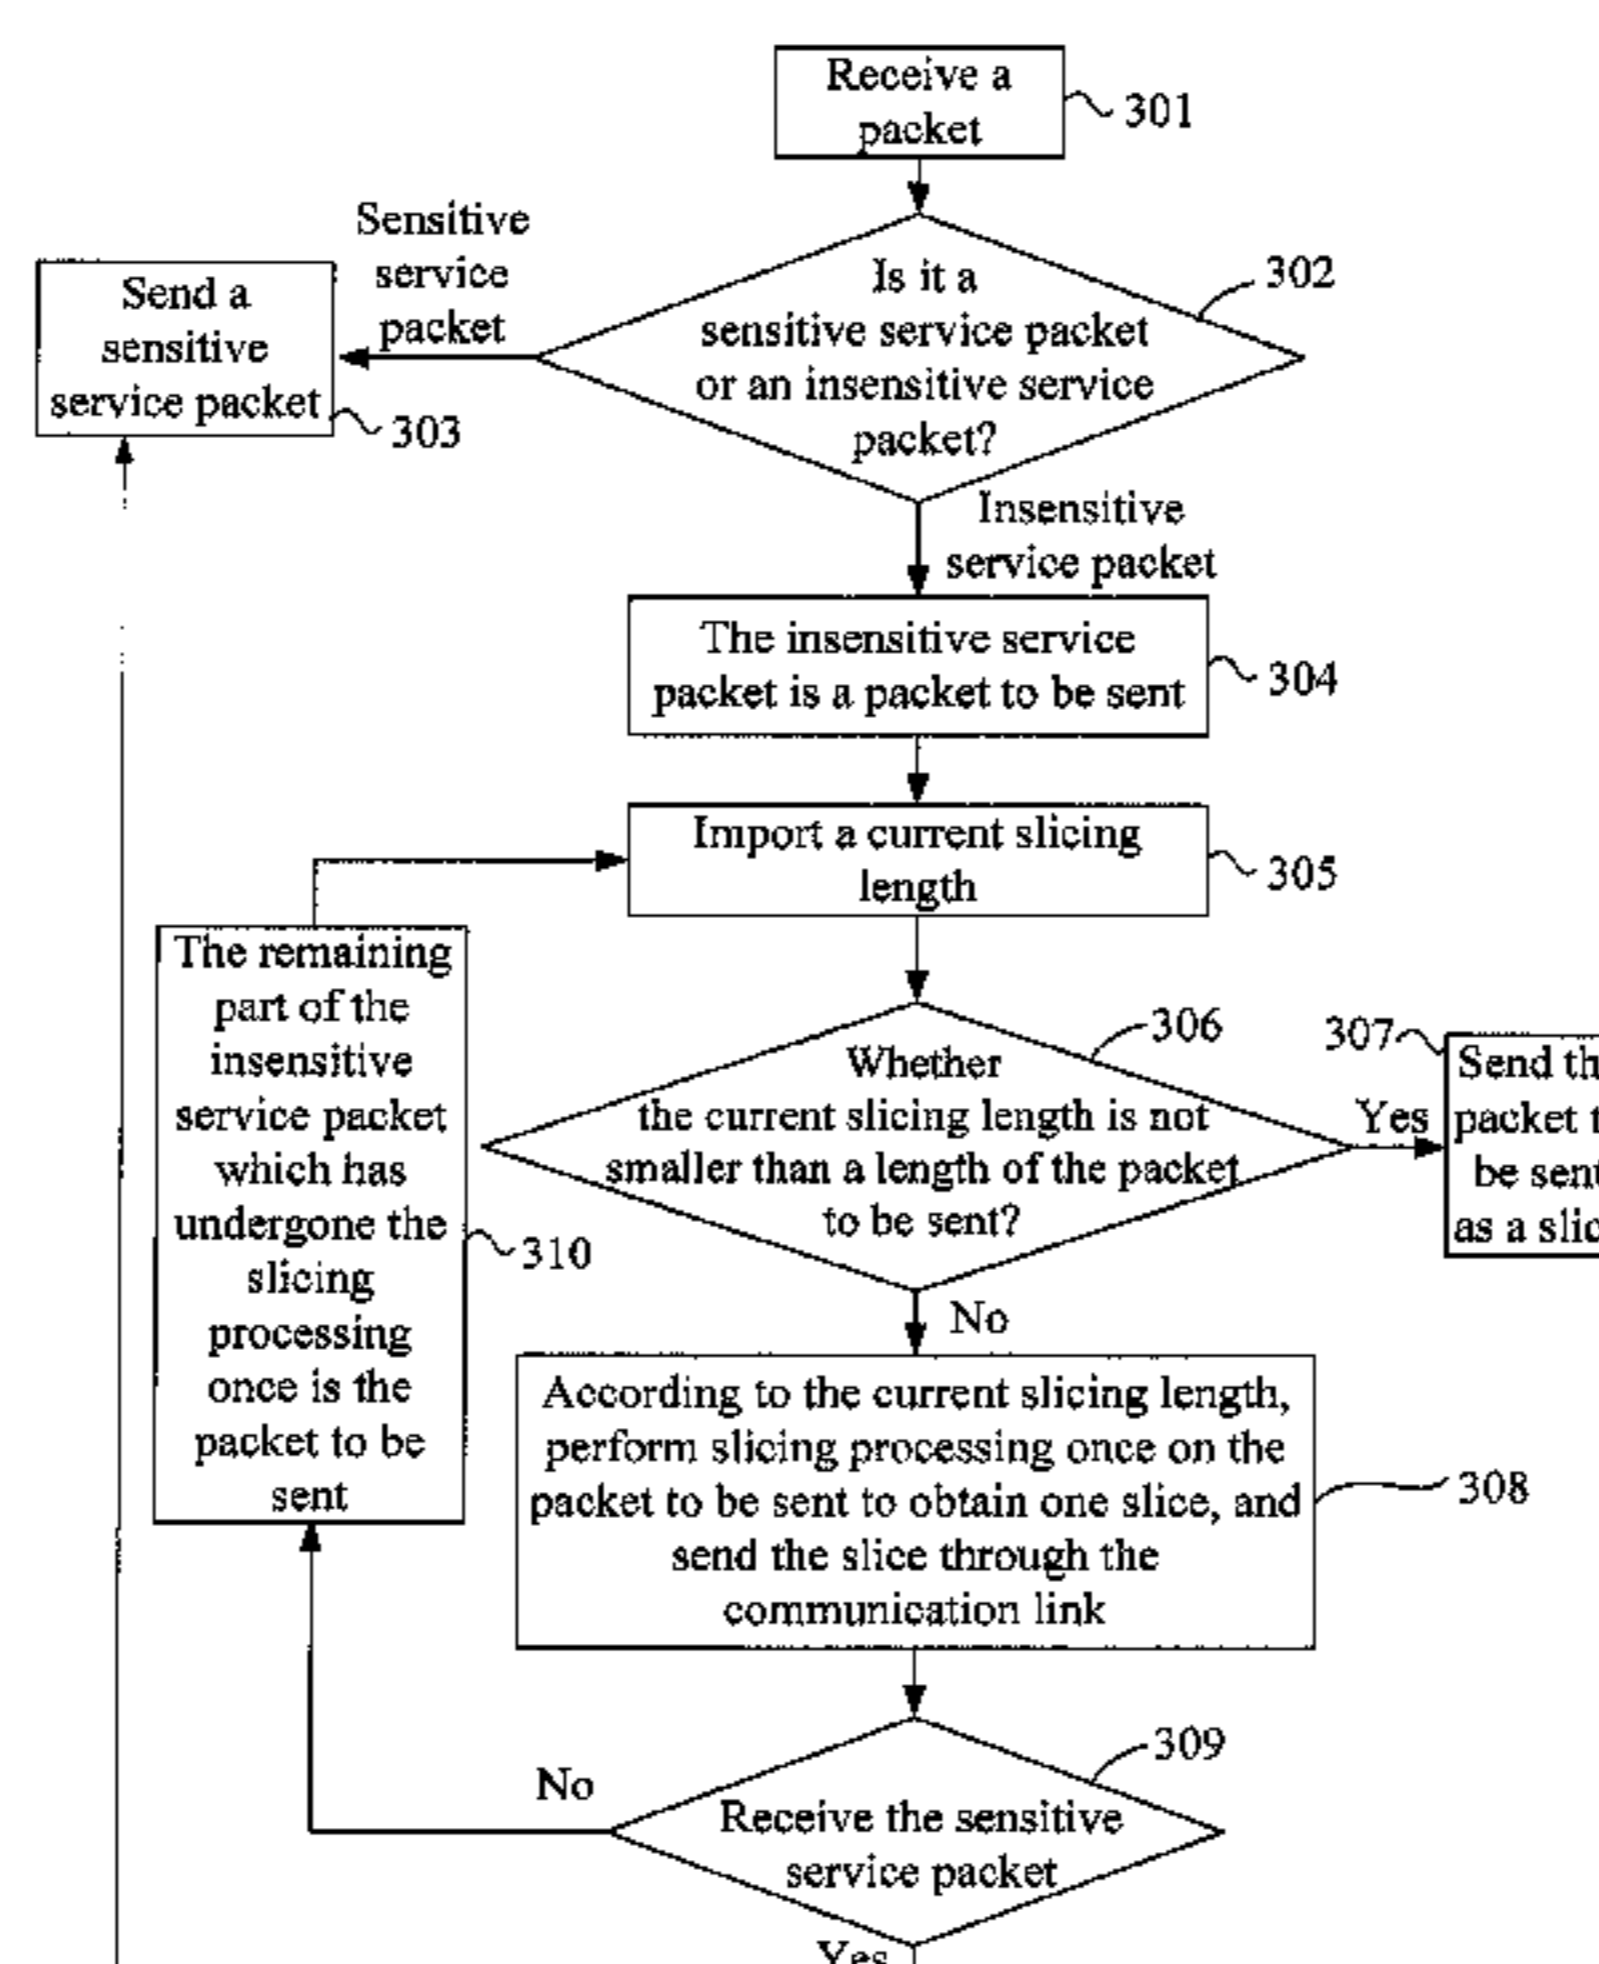 Receive a
packet
301
Sensitive
service
packet
Send a
sensitive
service packet
303
Is it a
sensitive service packet
or an insensitive service
packet?
302
Insensitive
service packet
The insensitive service
packet is a packet to be sent
304
Import a current slicing
length
305
The remaining
part of the
insensitive
service packet
which has
undergone the
slicing
processing
once is the
packet to be
sent
310
Whether
the current slicing length is not
smaller than a length of the packet
to be sent?
306
Yes
307
Send th
packet t
be sent
as a slic
No
According to the current slicing length,
perform slicing processing once on the
packet to be sent to obtain one slice, and
send the slice through the
communication link
308
No
Receive the sensitive
service packet
309
Yes